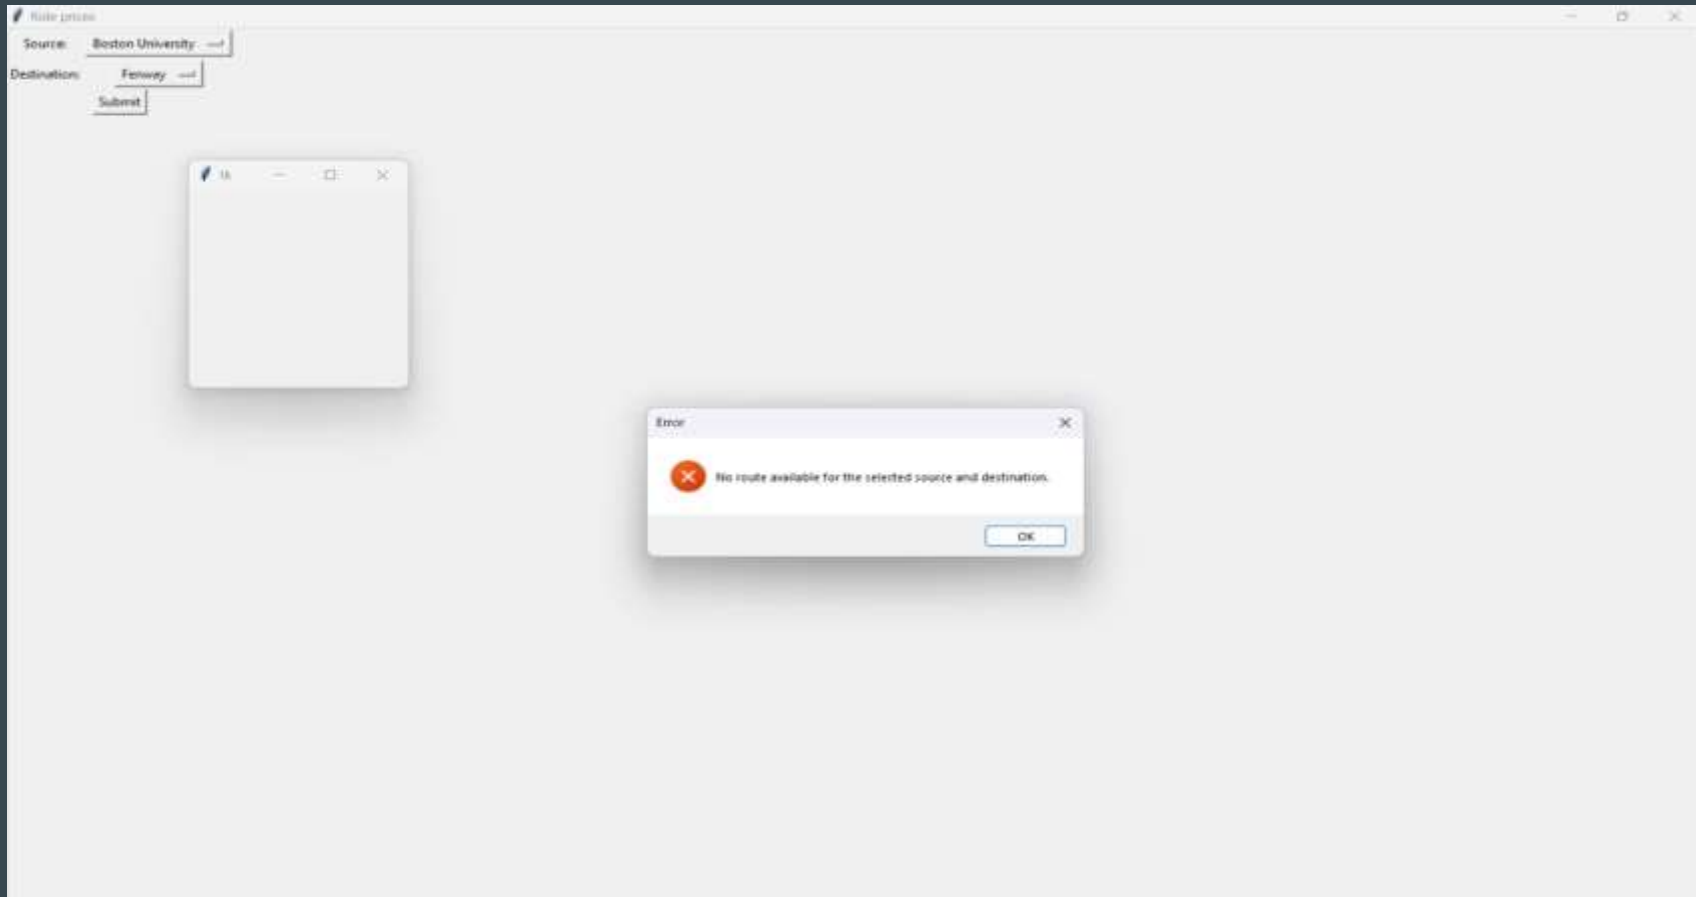 Source: Boston University
Destination: Fenway
Submit
tk
Error
No route available for the selected source and destination.
OK